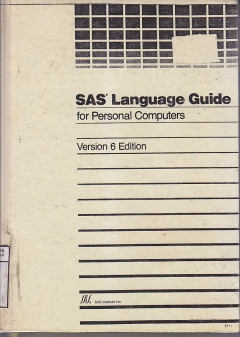 SAS® Language Guide
for Personal Computers
Version 6 Edition
SAS Institute Inc.